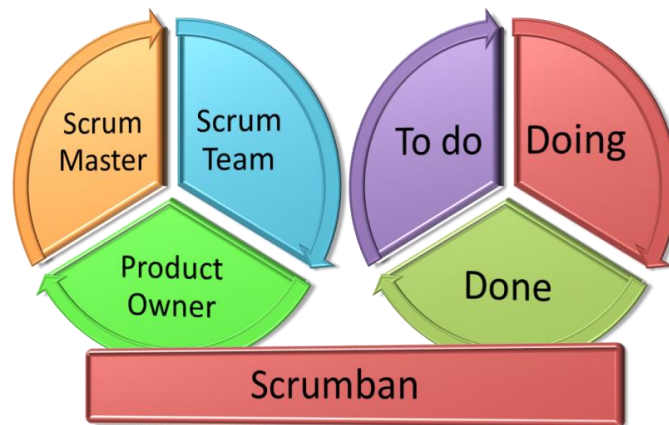 Scrum
Master
Scrum
Team
Product
Owner
To do
Doing
Done
Scrumban